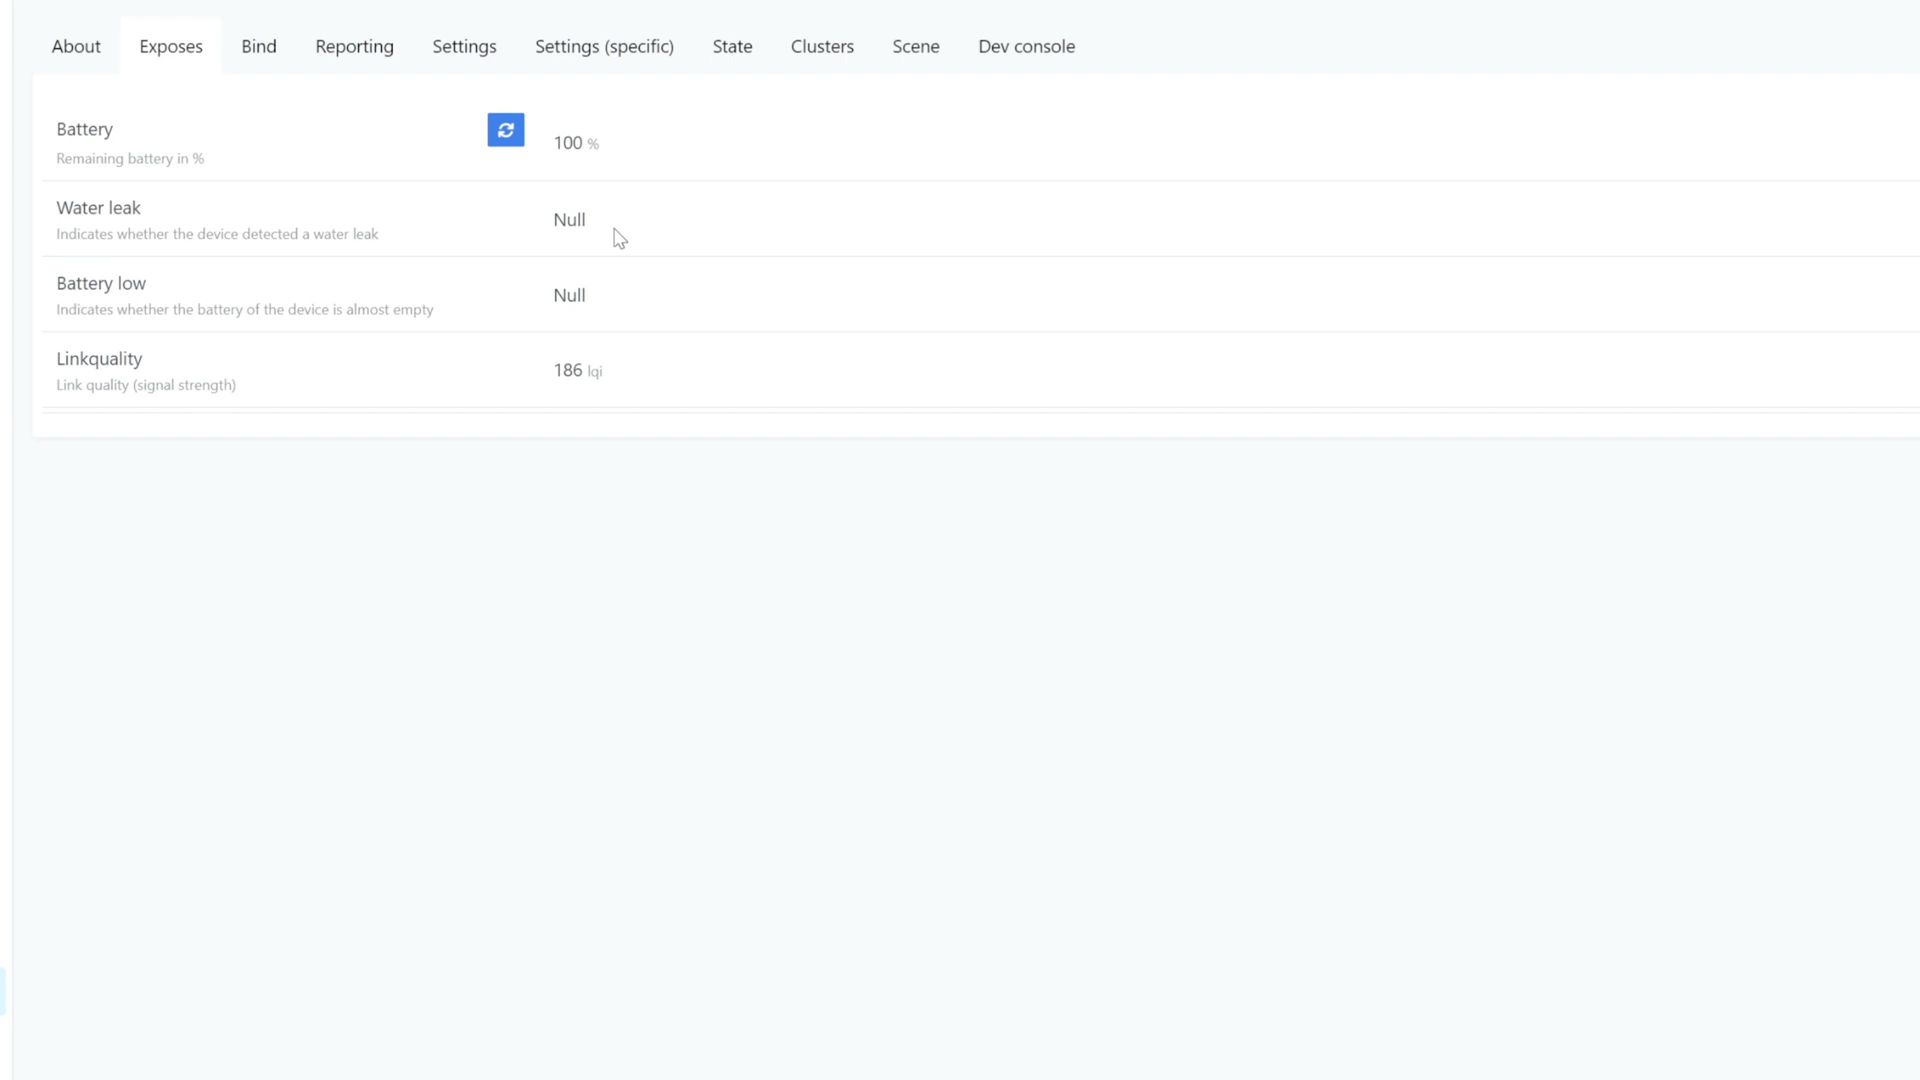 About Exposes Bind Reporting Settings Settings (specific) State Clusters Scene Dev console
Battery
100 %
Remaining battery in %
Water leak
Null
Indicates whether the device detected a water leak
Battery low
Null
Indicates whether the battery of the device is almost empty
Linkquality
186 lqi
Link quality (signal strength)